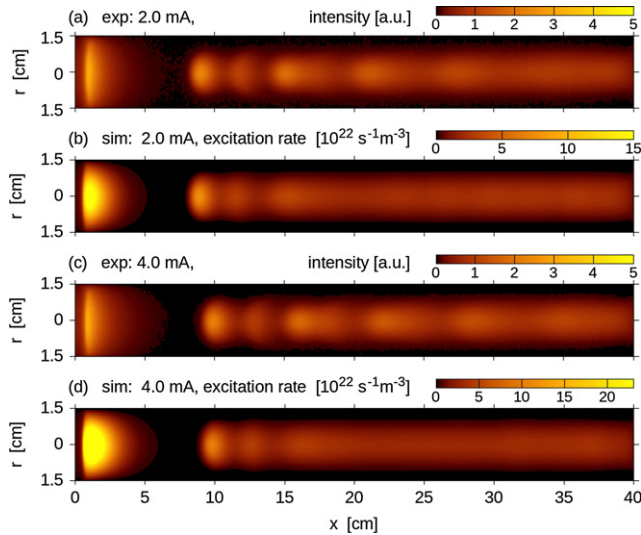 (a) exp: 2.0 mA, intensity [a.u.]
0 1 2 3 4 5
1.5
0
1.5
r [cm]
(b) sim: 2.0 mA, excitation rate [10²² s⁻¹m⁻³]
0 5 10 15
1.5
0
1.5
r [cm]
(c) exp: 4.0 mA, intensity [a.u.]
0 1 2 3 4 5
1.5
0
1.5
r [cm]
(d) sim: 4.0 mA, excitation rate [10²² s⁻¹m⁻³]
0 5 10 15 20
1.5
0
1.5
r [cm]
0 5 10 15 20 25 30 35 40
x [cm]